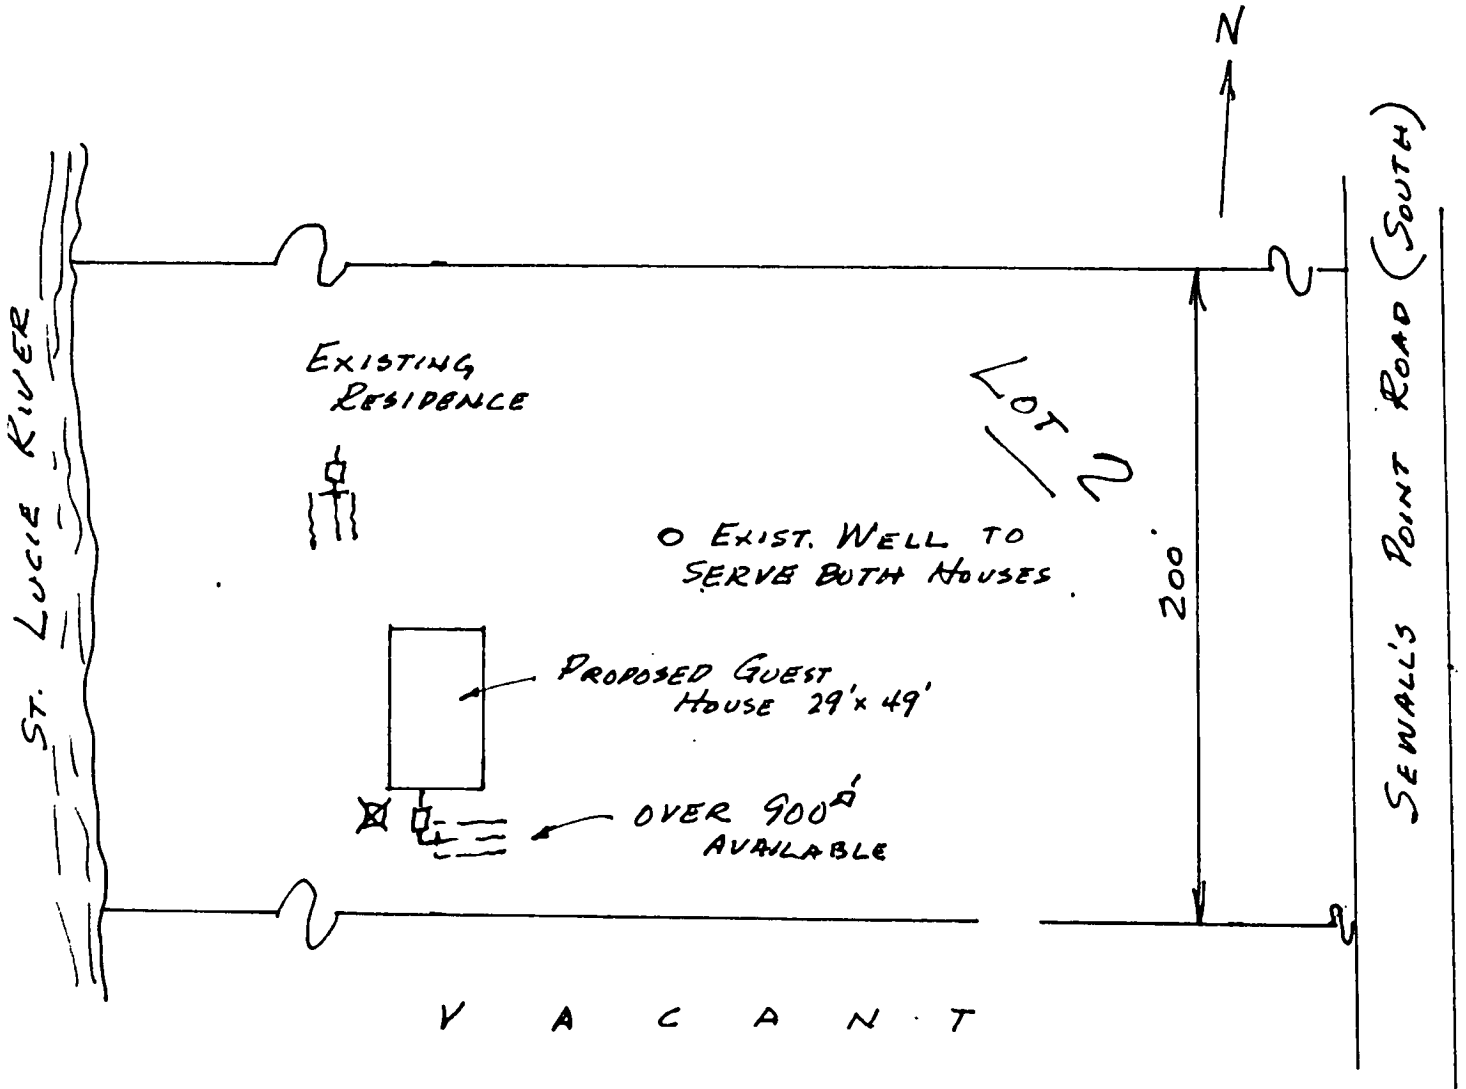 N
ST. LUCIE RIVER
EXISTING
RESIDENCE
LOT 2
O EXIST. WELL TO
SERVE BOTH HOUSES
200
PROPOSED GUEST
HOUSE 29'x 49'
OVER 900
AVAILABLE
SEWALL'S POINT ROAD (SOUTH)
VACANT